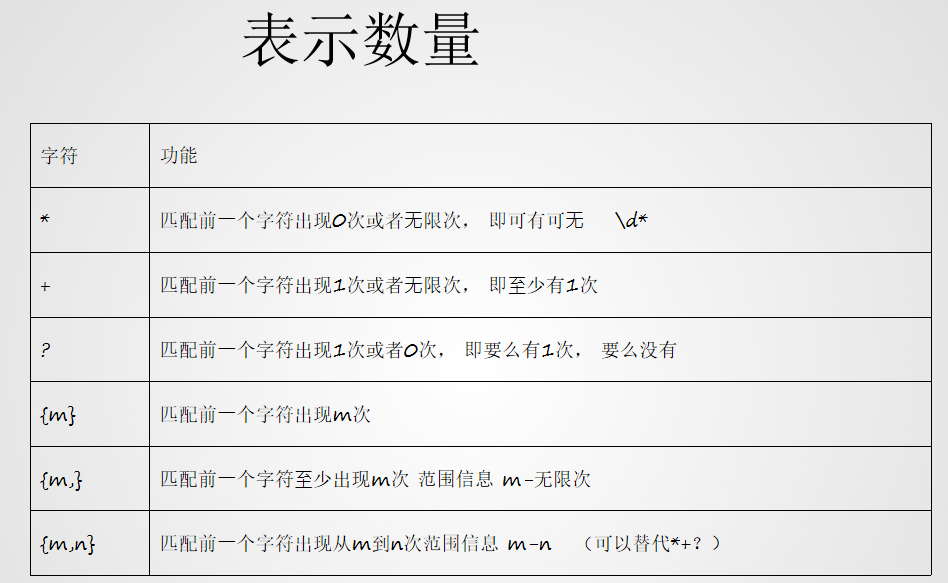 表示数量
字符 功能
* 匹配前一个字符出现0次或者无限次， 即可有可无 \d*
+ 匹配前一个字符出现1次或者无限次， 即至少有1次
? 匹配前一个字符出现1次或者0次， 即要么有1次， 要么没有
{m} 匹配前一个字符出现m次
{m,} 匹配前一个字符至少出现m次 范围信息 m-无限次
{m,n} 匹配前一个字符出现从m到n次范围信息 m-n （可以替代*+？）